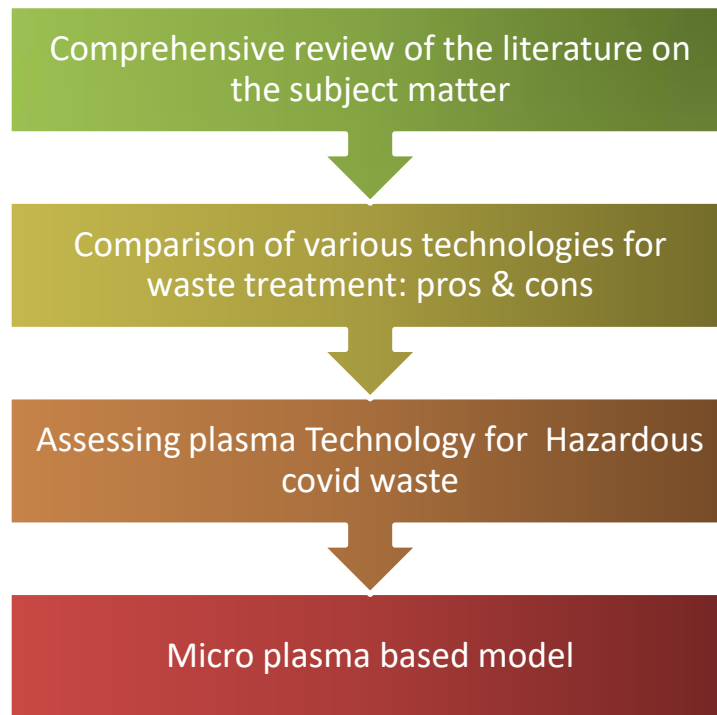 Comprehensive review of the literature on
the subject matter
Comparison of various technologies for
waste treatment: pros & cons
Assessing plasma Technology for  Hazardous
covid waste
Micro plasma based model